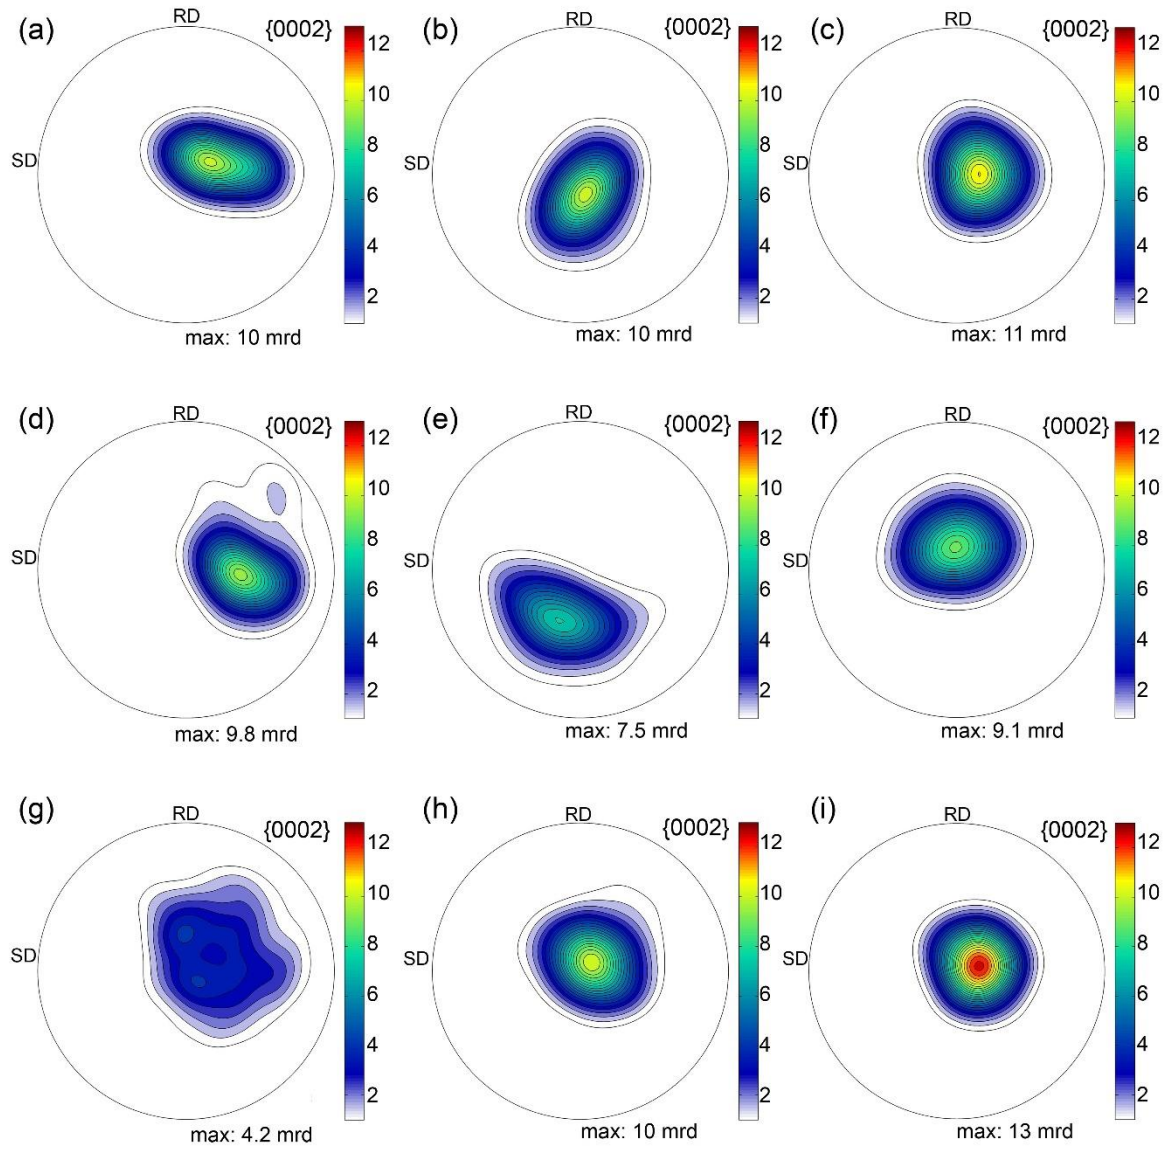 (a) RD {0002}
12
10
8
6
4
2
SD
max: 10 mrd
(b) RD {0002}
12
10
8
6
4
2
SD
max: 10 mrd
(c) RD {0002}
12
10
8
6
4
2
SD
max: 11 mrd
(d) RD {0002}
12
10
8
6
4
2
SD
max: 9.8 mrd
(e) RD {0002}
12
10
8
6
4
2
SD
max: 7.5 mrd
(f) RD {0002}
12
10
8
6
4
2
SD
max: 9.1 mrd
(g) RD {0002}
12
10
8
6
4
2
SD
max: 4.2 mrd
(h) RD {0002}
12
10
8
6
4
2
SD
max: 10 mrd
(i) RD {0002}
12
10
8
6
4
2
SD
max: 13 mrd